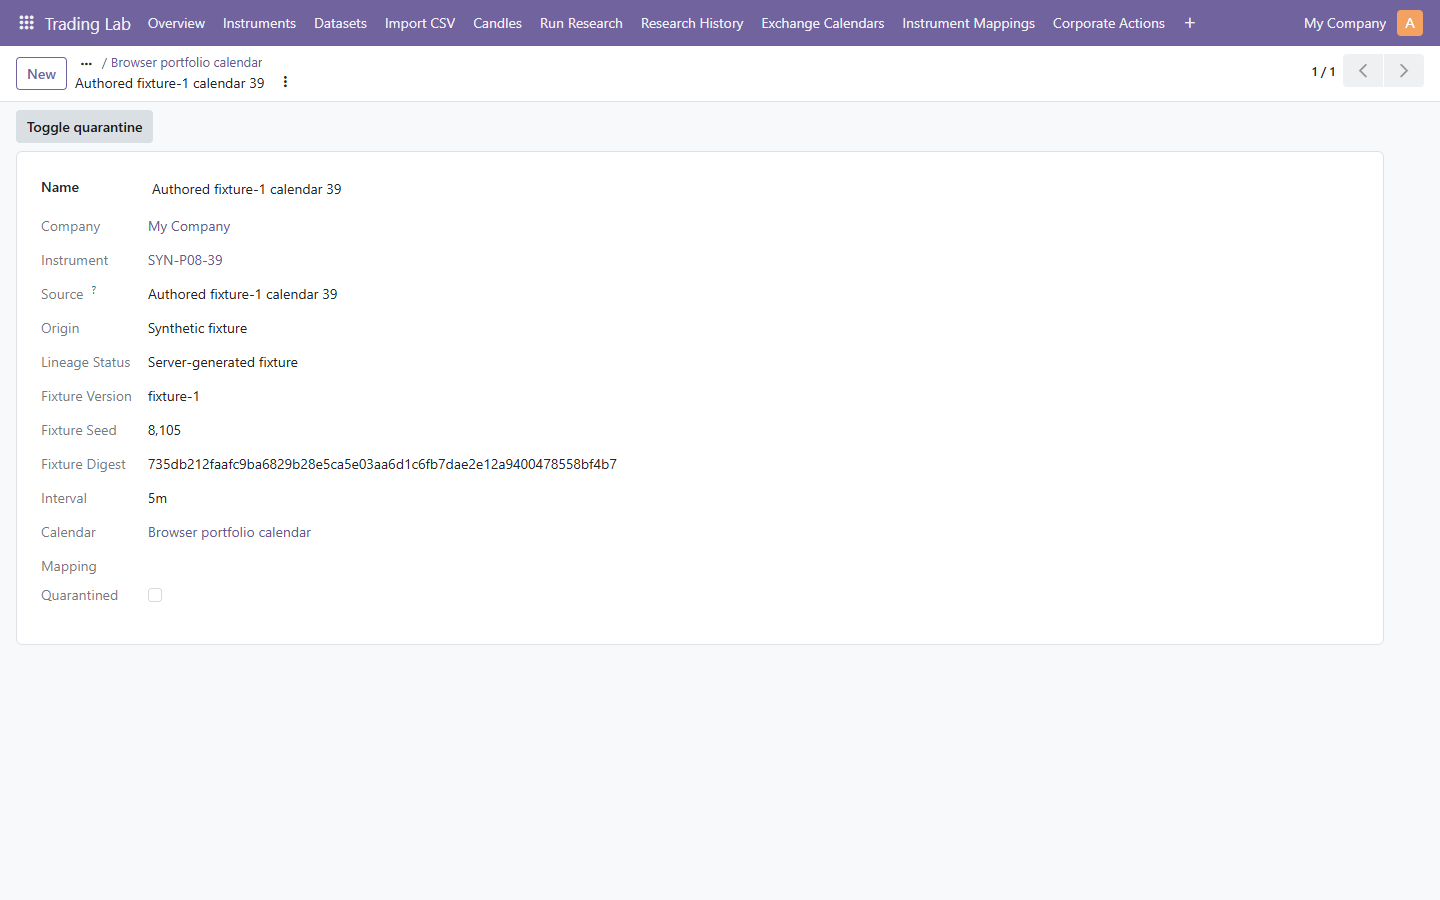 Trading Lab Overview Instruments Datasets Import CSV Candles Run Research Research History Exchange Calendars Instrument Mappings Corporate Actions + My Company A
New ... / Browser portfolio calendar
Authored fixture-1 calendar 39
1 / 1
Toggle quarantine
Name Authored fixture-1 calendar 39
Company My Company
Instrument SYN-P08-39
Source ? Authored fixture-1 calendar 39
Origin Synthetic fixture
Lineage Status Server-generated fixture
Fixture Version fixture-1
Fixture Seed 8,105
Fixture Digest 735db212faafc9ba6829b28e5ca5e03aa6d1c6fb7dae2e12a9400478558bf4b7
Interval 5m
Calendar Browser portfolio calendar
Mapping
Quarantined